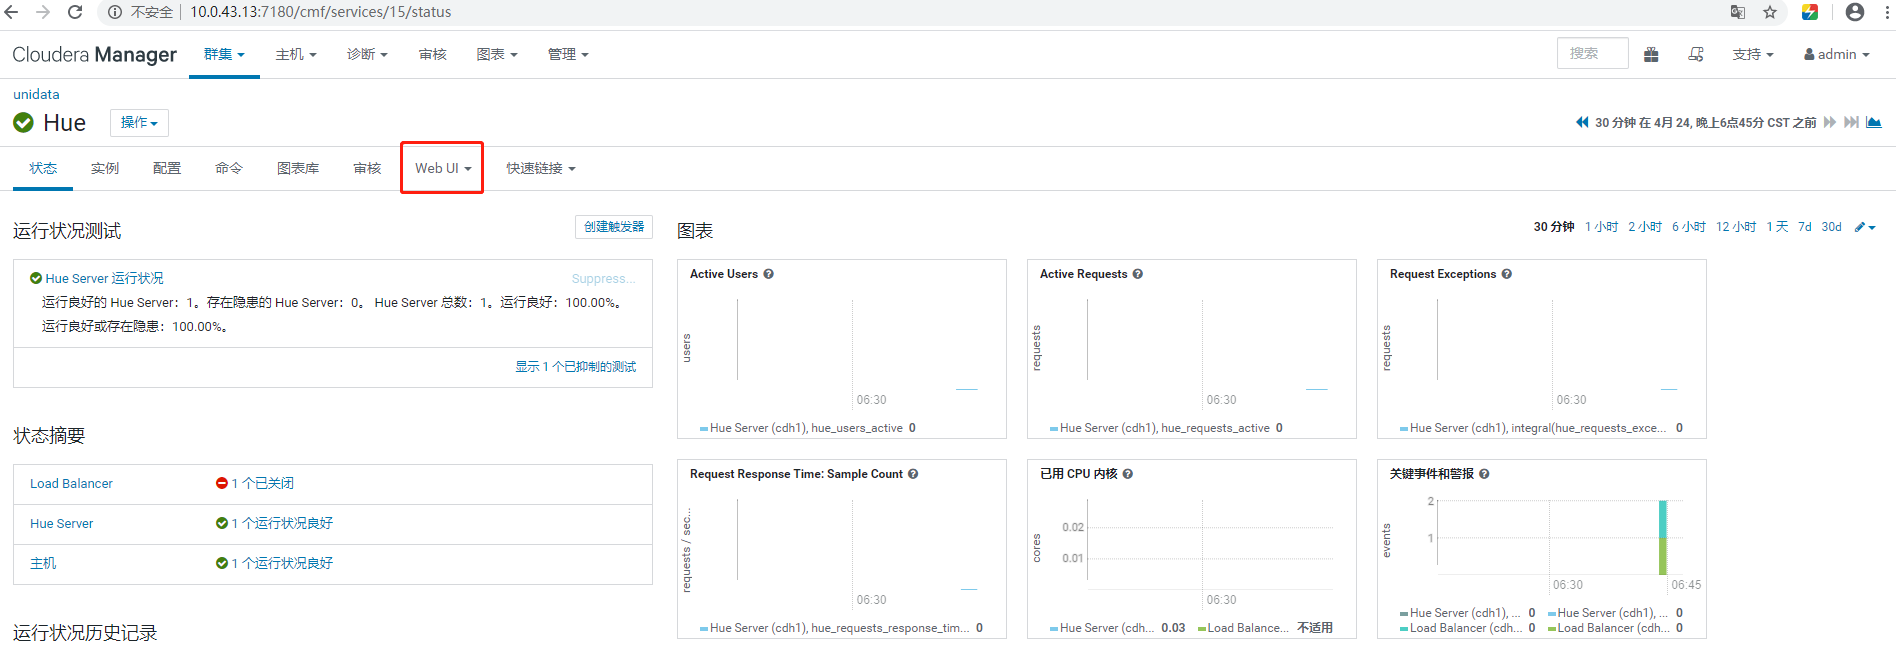 不安全 10.0.43.13:7180/cmf/services/15/status
Cloudera Manager 群集 主机 诊断 审核 图表 管理 搜索 支持 admin
unidata
Hue 操作 30 分钟 在 4月 24, 晚上6点45分 CST 之前
状态 实例 配置 命令 图表库 审核 Web UI 快速链接
运行状况测试 创建触发器
Hue Server 运行状况 Suppress...
运行良好的 Hue Server：1。存在隐患的 Hue Server：0。 Hue Server 总数：1。运行良好：100.00%。
运行良好或存在隐患：100.00%。
显示 1 个已抑制的测试
状态摘要
Load Balancer 1 个已关闭
Hue Server 1 个运行状况良好
主机 1 个运行状况良好
运行状况历史记录
图表 30 分钟 1 小时 2 小时 6 小时 12 小时 1 天 7d 30d
Active Users
users
06:30
Hue Server (cdh1), hue_users_active 0
Active Requests
requests
06:30
Hue Server (cdh1), hue_requests_active 0
Request Exceptions
requests
06:30
Hue Server (cdh1), integral(hue_requests_exce... 0
Request Response Time: Sample Count
requests / sec...
06:30
Hue Server (cdh1), hue_requests_response_tim... 0
已用 CPU 内核
cores
0.02
0.01
06:30
Hue Server (cdh... 0.03 Load Balance... 不适用
关键事件和警报
events
2
1
06:30 06:45
Hue Server (cdh1), ... 0 Hue Server (cdh1), ... 0
Load Balancer (cdh... 0 Load Balancer (cdh... 0